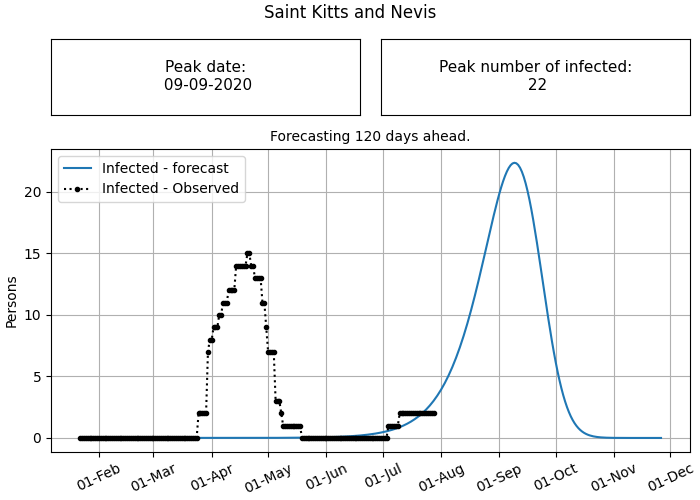 Saint Kitts and Nevis
Peak date:
09-09-2020
Peak number of infected:
22
Forecasting 120 days ahead.
Infected - forecast
Infected - Observed
Persons
20
15
10
5
0
01-Feb
01-Mar
01-Apr
01-May
01-Jun
01-Jul
01-Aug
01-Sep
01-Oct
01-Nov
01-Dec